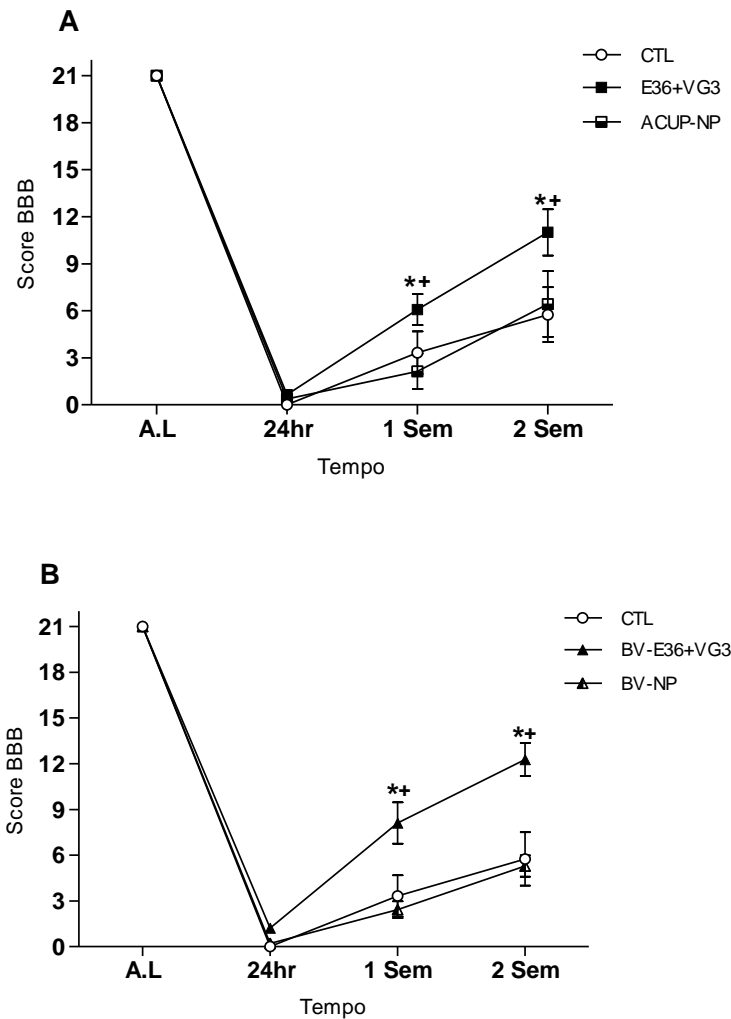 A
CTL
E36+VG3
ACUP-NP
Score BBB
21
18
15
12
9
6
3
0
*+
*+
A.L 24hr 1 Sem 2 Sem
Tempo
B
CTL
BV-E36+VG3
BV-NP
Score BBB
21
18
15
12
9
6
3
0
*+
*+
A.L 24hr 1 Sem 2 Sem
Tempo